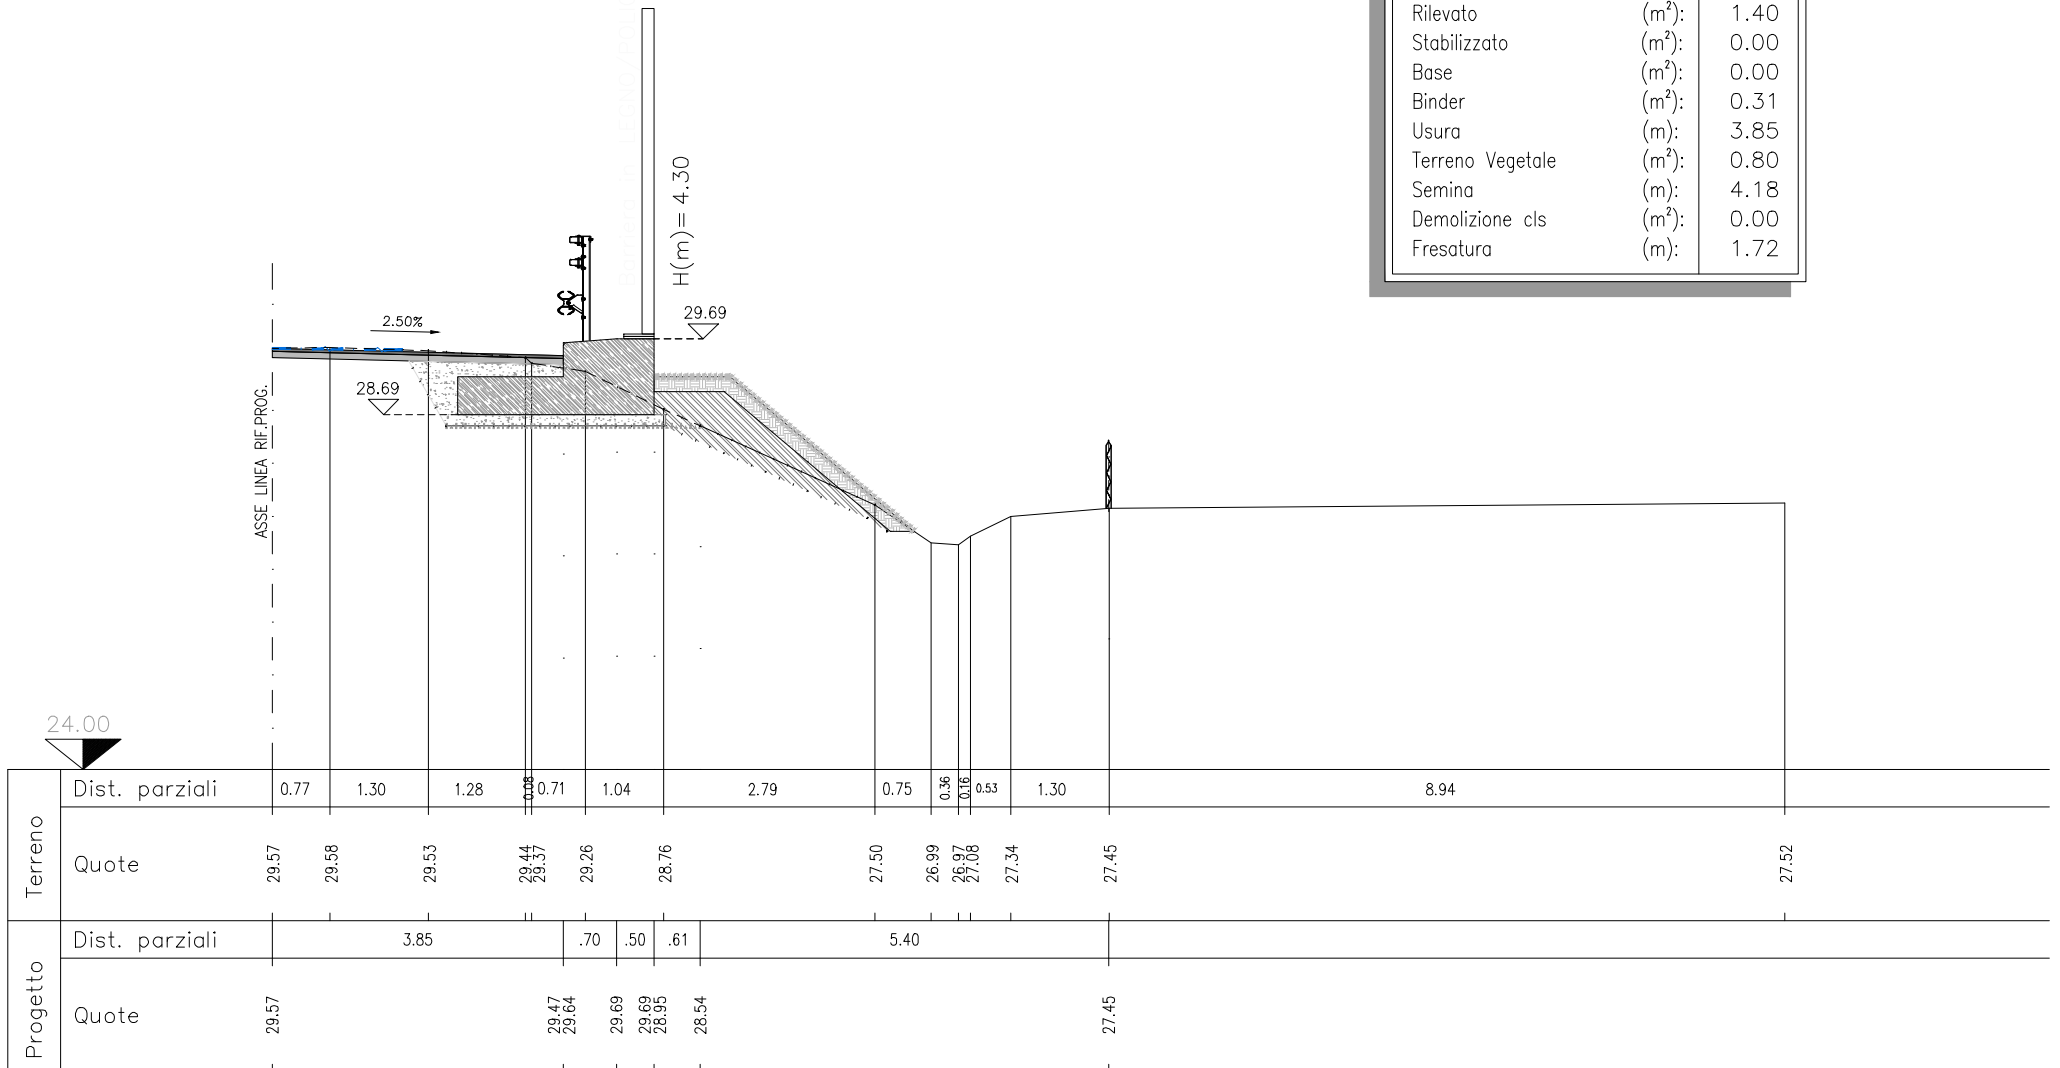 Rilevato (m²): 1.40
Stabilizzato (m²): 0.00
Base (m²): 0.00
Binder (m²): 0.31
Usura (m): 3.85
Terreno Vegetale (m²): 0.80
Semina (m): 4.18
Demolizione cls (m²): 0.00
Fresatura (m): 1.72
H(m)= 4.30
29.69
2.50%
28.69
ASSE LINEA RIF.PROG.
24.00
Terreno
Dist. parziali 0.77 1.30 1.28 0.08 0.71 1.04 2.79 0.75 0.36 0.16 0.53 1.30 8.94
Quote 29.57 29.58 29.53 29.44 29.37 29.26 28.76 27.50 26.99 26.97 27.08 27.34 27.45 27.52
Progetto
Dist. parziali 3.85 .70 .50 .61 5.40
Quote 29.57 29.47 29.64 29.69 29.69 28.95 28.54 27.45